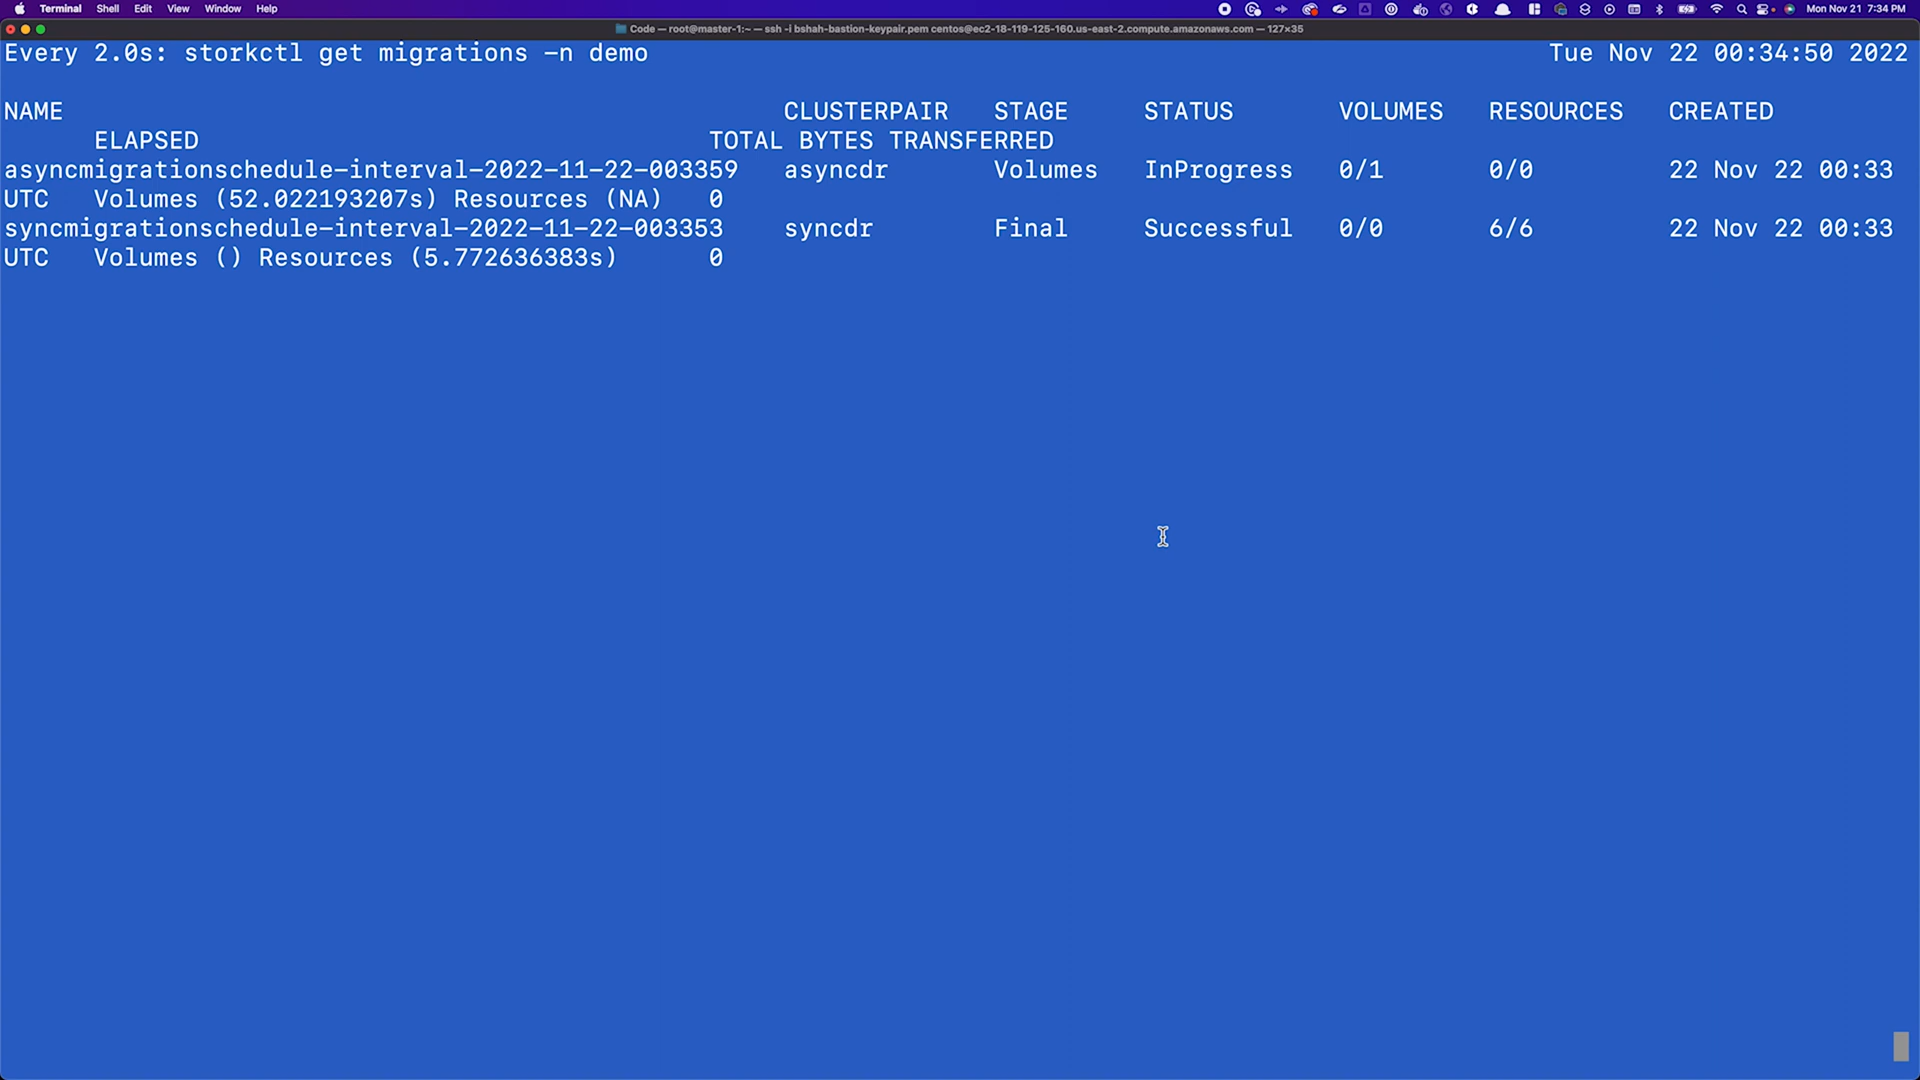 Terminal Shell Edit View Window Help Mon Nov 21 7:34 PM
Code — root@master-1:~ — ssh -i bshah-bastion-keypair.pem centos@ec2-18-119-125-160.us-east-2.compute.amazonaws.com — 127×35
Every 2.0s: storkctl get migrations -n demo Tue Nov 22 00:34:50 2022
NAME CLUSTERPAIR STAGE STATUS VOLUMES RESOURCES CREATED
ELAPSED TOTAL BYTES TRANSFERRED
asyncmigrationschedule-interval-2022-11-22-003359 asyncdr Volumes InProgress 0/1 0/0 22 Nov 22 00:33
UTC Volumes (52.022193207s) Resources (NA) 0
syncmigrationschedule-interval-2022-11-22-003353 syncdr Final Successful 0/0 6/6 22 Nov 22 00:33
UTC Volumes () Resources (5.772636383s) 0